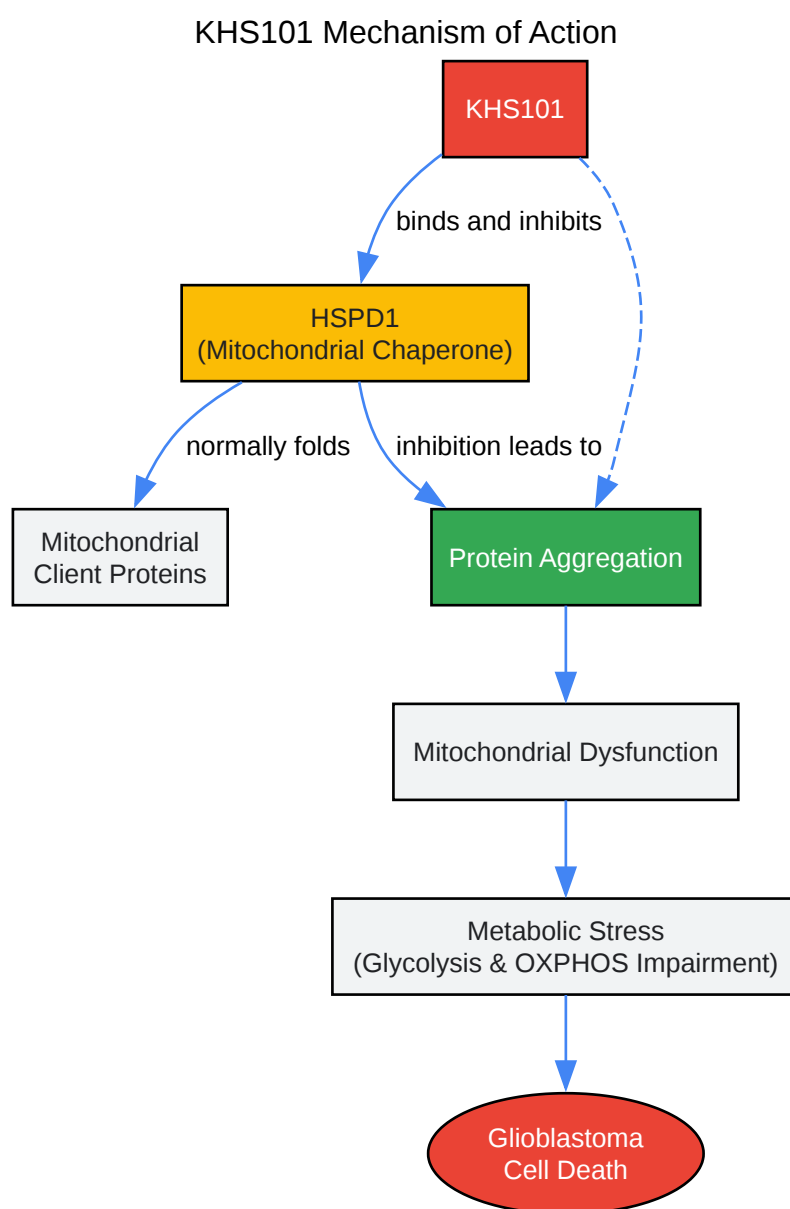 KHS101 Mechanism of Action
KHS101
binds and inhibits
HSPD1
(Mitochondrial Chaperone)
normally folds
inhibition leads to
Mitochondrial
Client Proteins
Protein Aggregation
Mitochondrial Dysfunction
Metabolic Stress
(Glycolysis & OXPHOS Impairment)
Glioblastoma
Cell Death